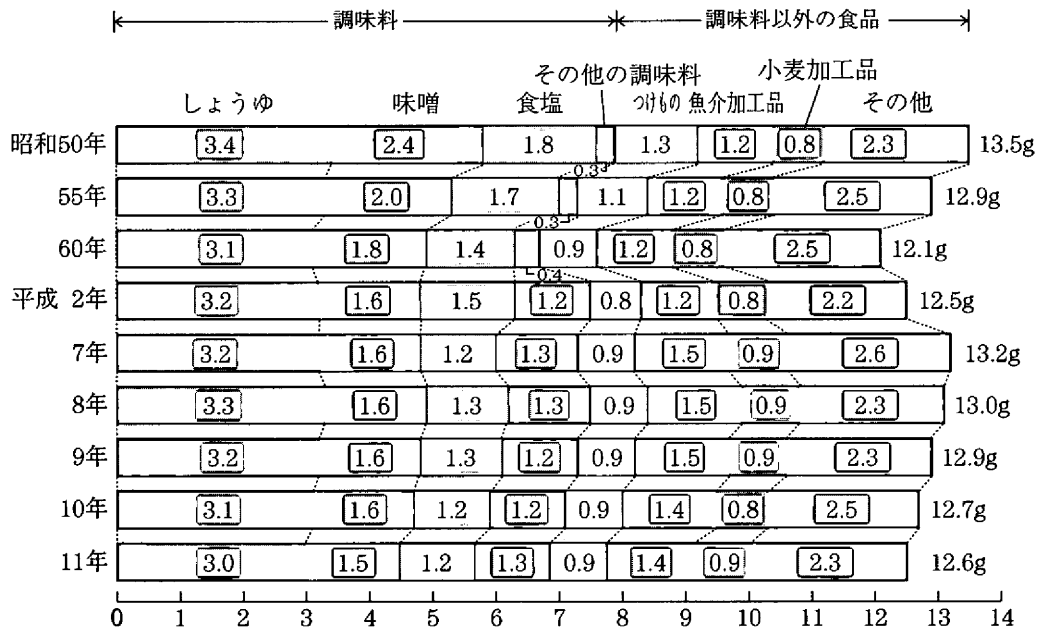 調味料 調味料以外の食品
その他の調味料 小麦加工品
しょうゆ 味噌 食塩 つけもの 魚介加工品 その他
昭和50年 3.4 2.4 1.8 1.3 1.2 0.8 2.3 13.5g
0.3
55年 3.3 2.0 1.7 1.1 1.2 0.8 2.5 12.9g
0.3
60年 3.1 1.8 1.4 0.9 1.2 0.8 2.5 12.1g
0.4
平成 2年 3.2 1.6 1.5 1.2 0.8 1.2 0.8 2.2 12.5g
7年 3.2 1.6 1.2 1.3 0.9 1.5 0.9 2.6 13.2g
8年 3.3 1.6 1.3 1.3 0.9 1.5 0.9 2.3 13.0g
9年 3.2 1.6 1.3 1.2 0.9 1.5 0.9 2.3 12.9g
10年 3.1 1.6 1.2 1.2 0.9 1.4 0.8 2.5 12.7g
11年 3.0 1.5 1.2 1.3 0.9 1.4 0.9 2.3 12.6g
0 1 2 3 4 5 6 7 8 9 10 11 12 13 14